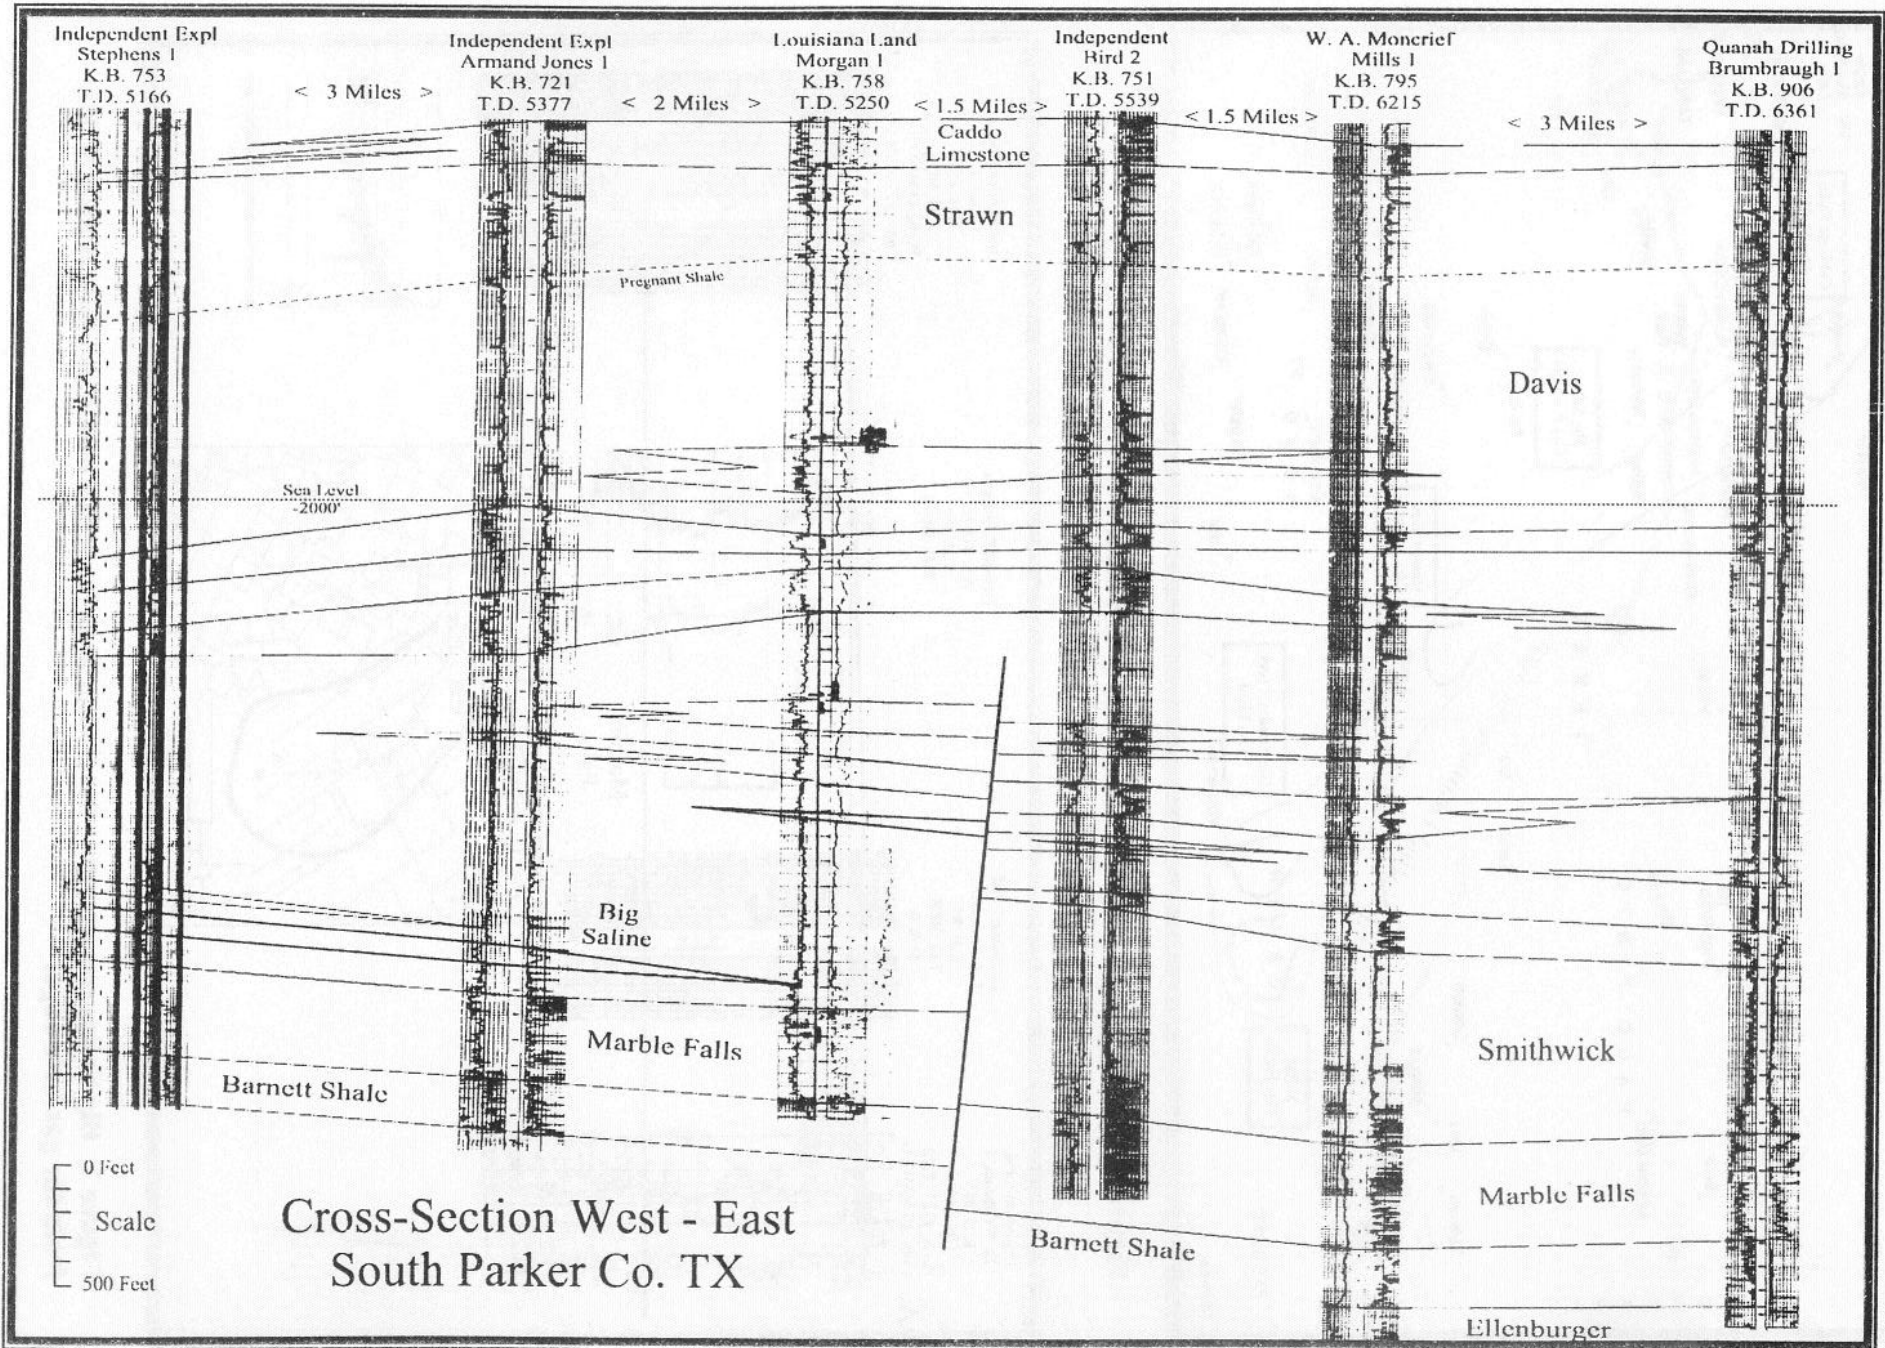 Independent Expl
Stephens 1
K.B. 753
T.D. 5166
< 3 Miles >
Independent Expl
Armand Jones 1
K.B. 721
T.D. 5377
< 2 Miles >
Louisiana Land
Morgan 1
K.B. 758
T.D. 5250
< 1.5 Miles >
Independent
Bird 2
K.B. 751
T.D. 5539
< 1.5 Miles >
W. A. Moncrief
Mills 1
K.B. 795
T.D. 6215
< 3 Miles >
Quanah Drilling
Brumbraugh 1
K.B. 906
T.D. 6361
Caddo
Limestone
Strawn
Pregnant Shale
Davis
Sea Level
-2000'
Big
Saline
Marble Falls
Smithwick
Barnett Shale
Marble Falls
Barnett Shale
Ellenburger
0 Feet
Scale
500 Feet
Cross-Section West - East
South Parker Co. TX